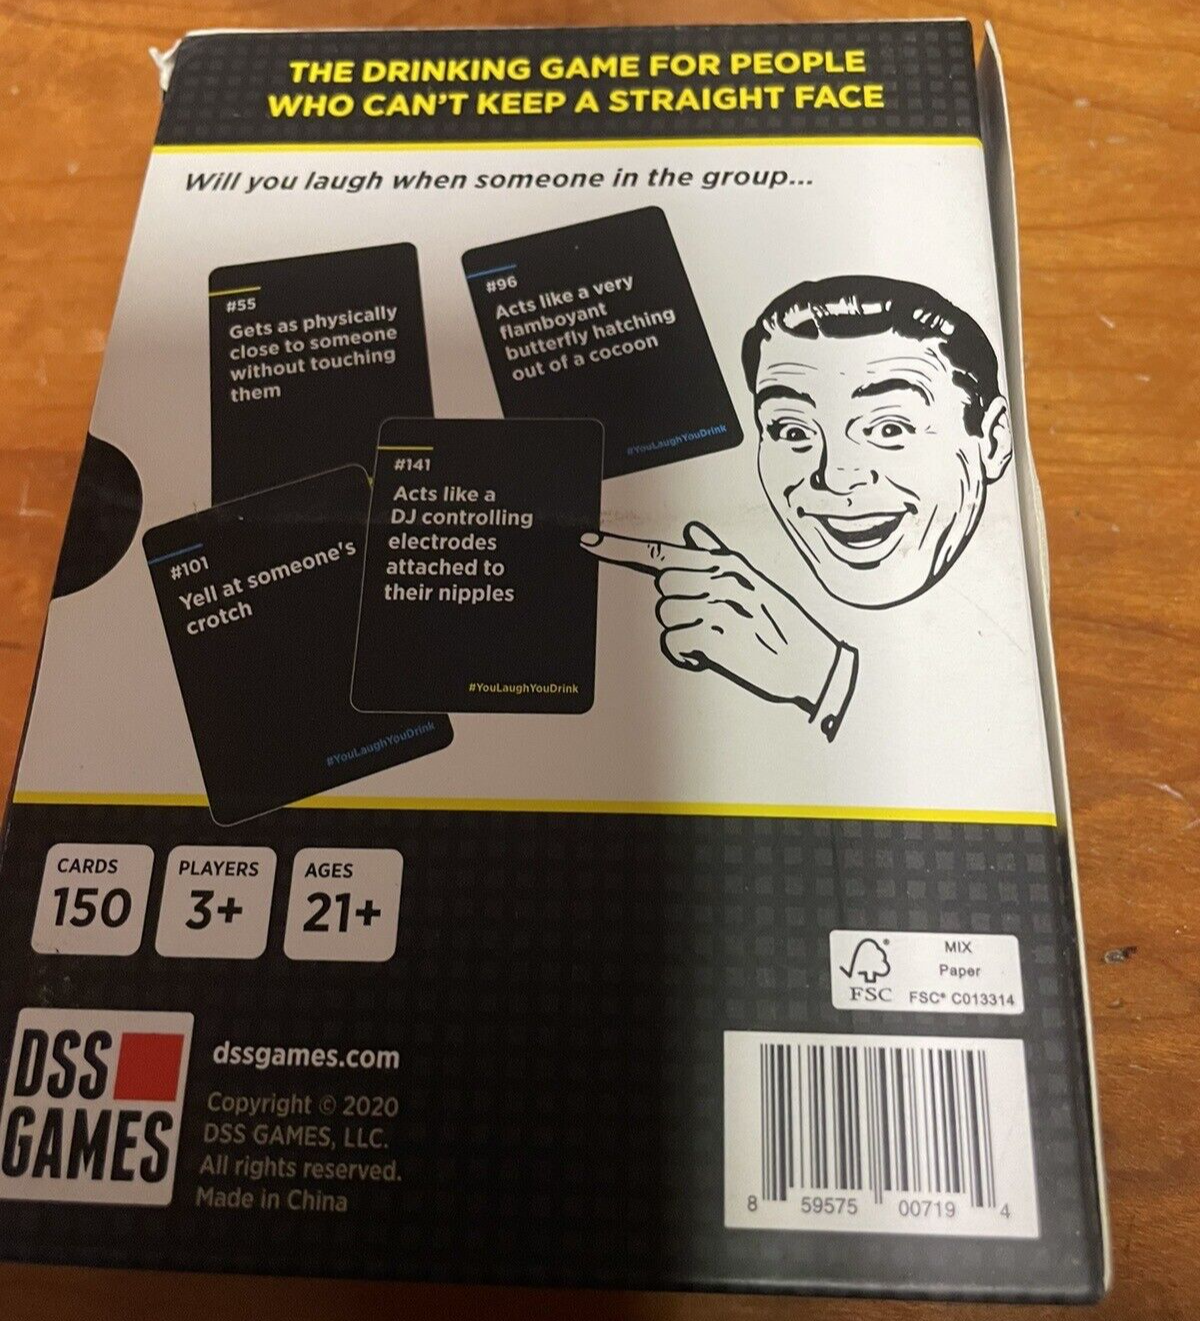 THE DRINKING GAME FOR PEOPLE
WHO CAN'T KEEP A STRAIGHT FACE
Will you laugh when someone in the group...
#55
Gets as physically
close to someone
without touching
them
#96
Acts like a very
flamboyant
butterfly hatching
out of a cocoon
#YouLaughYouDrink
#101
Yell at someone's
crotch
#YouLaughYouDrink
#141
Acts like a
DJ controlling
electrodes
attached to
their nipples
#YouLaughYouDrink
CARDS
150
PLAYERS
3+
AGES
21+
MIX
Paper
FSC® C013314
FSC
DSS
GAMES
dssgames.com
Copyright © 2020
DSS GAMES, LLC.
All rights reserved.
Made in China
8 59575 00719 4